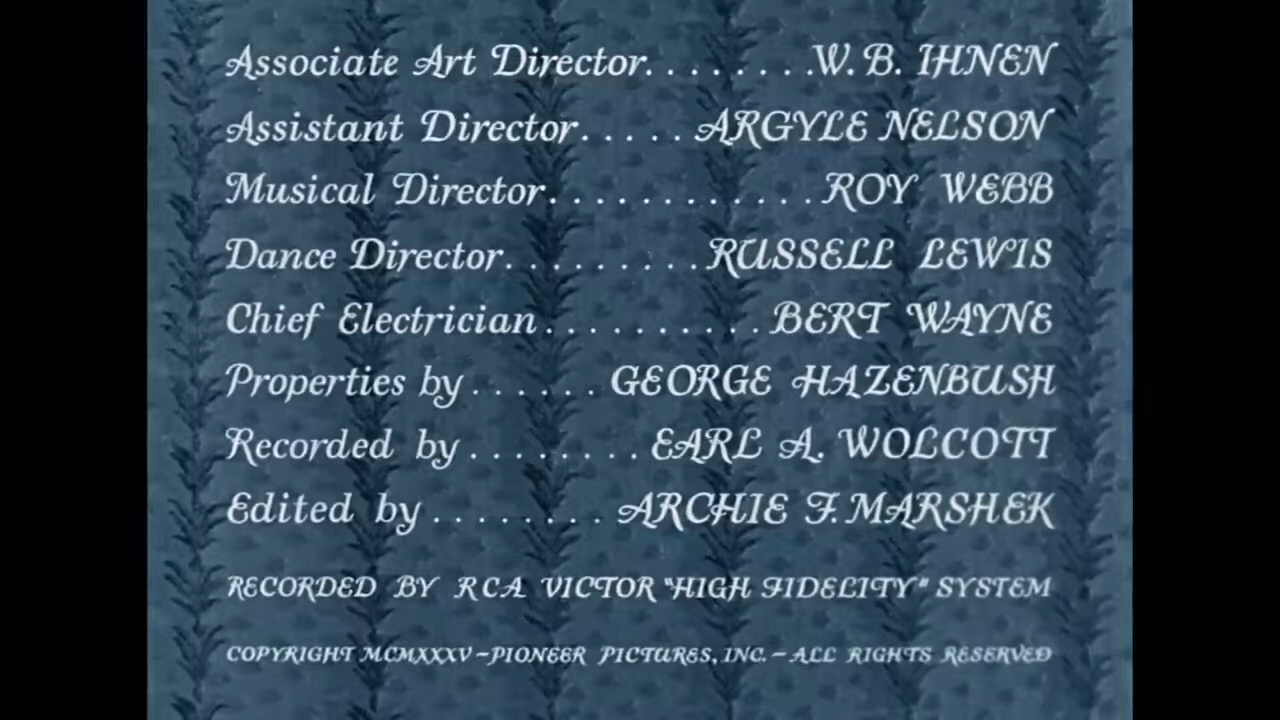 Associate Art Director. . . . . . . . W. B. IHNEN
Assistant Director. . . . . ARGYLE NELSON
Musical Director. . . . . . . . . . . . . ROY WEBB
Dance Director. . . . . . . . . RUSSELL LEWIS
Chief Electrician . . . . . . . . . . BERT WAYNE
Properties by . . . . . . GEORGE HAZENBUSH
Recorded by . . . . . . . . EARL A. WOLCOTT
Edited by . . . . . . . . ARCHIE F. MARSHEK
RECORDED BY RCA VICTOR "HIGH FIDELITY" SYSTEM
COPYRIGHT MCMXXXV—PIONEER PICTURES, INC.—ALL RIGHTS RESERVED